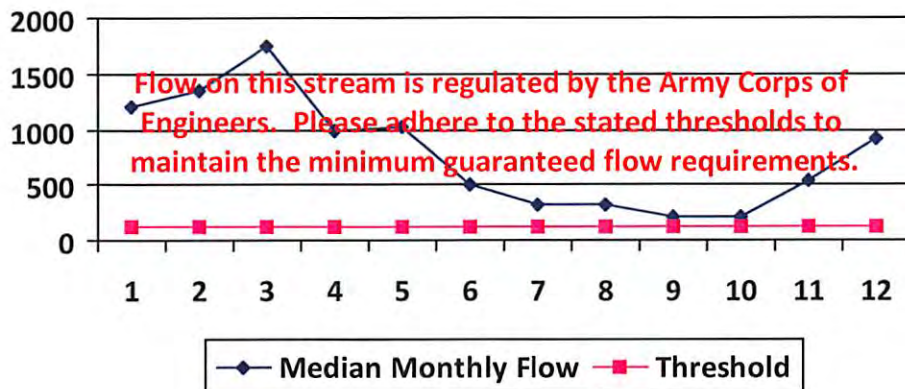 2000
1500
1000
500
0
Flow on this stream is regulated by the Army Corps of
Engineers. Please adhere to the stated thresholds to
maintain the minimum guaranteed flow requirements.
1 2 3 4 5 6 7 8 9 10 11 12
Median Monthly Flow Threshold